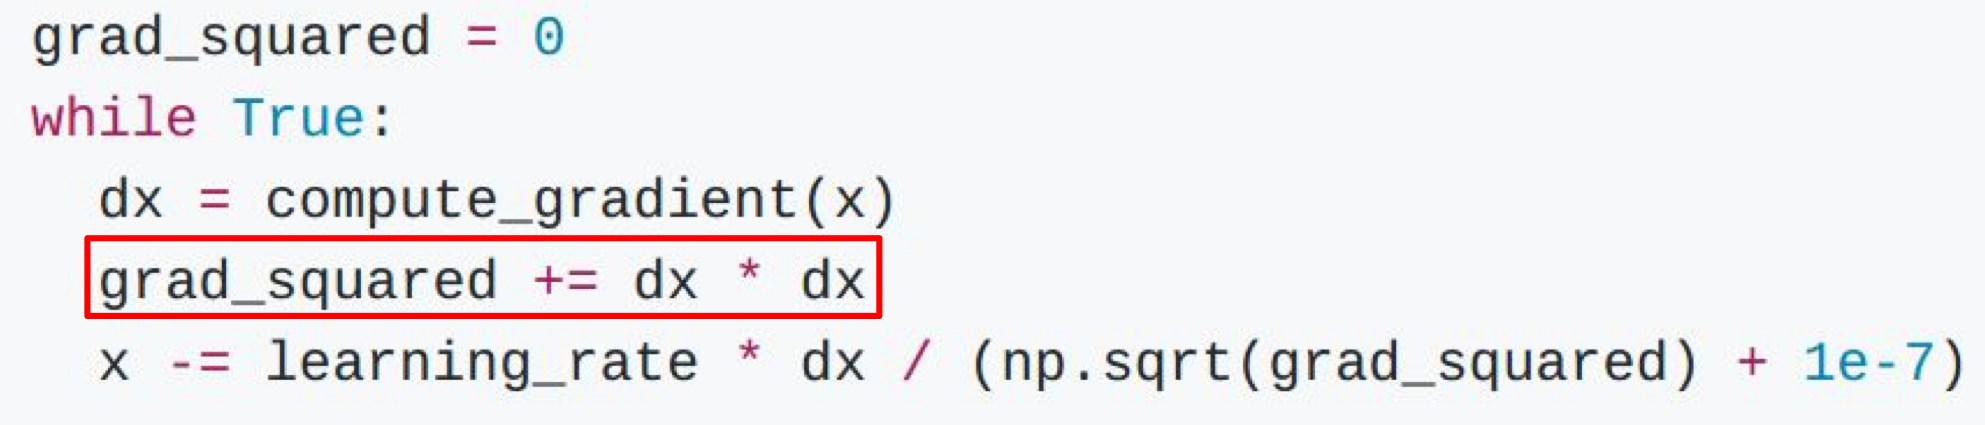 grad_squared = 0
while True:
  dx = compute_gradient(x)
  grad_squared += dx * dx
  x -= learning_rate * dx / (np.sqrt(grad_squared) + 1e-7)